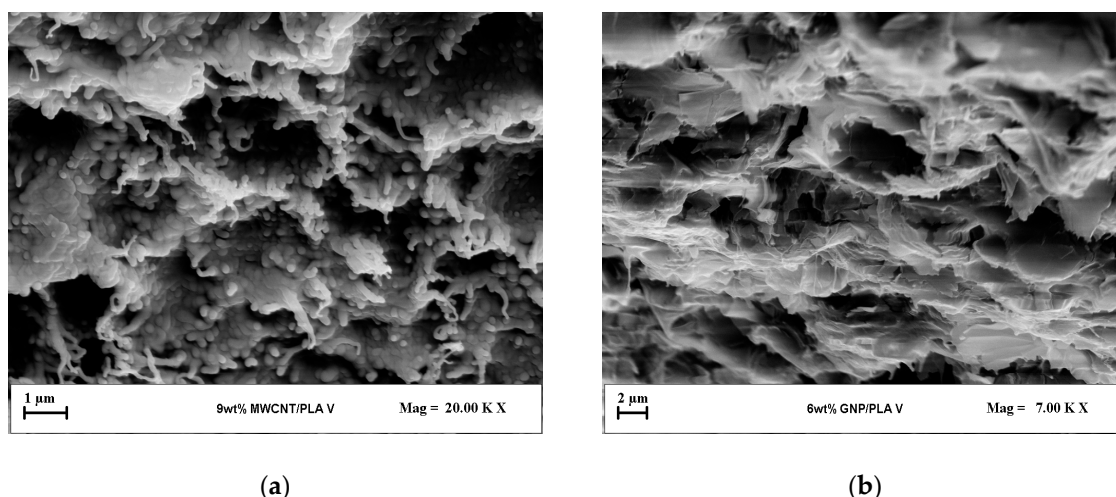 1 µm
9wt% MWCNT/PLA V
Mag = 20.00 K X
2 µm
6wt% GNP/PLA V
Mag = 7.00 K X
(a)
(b)